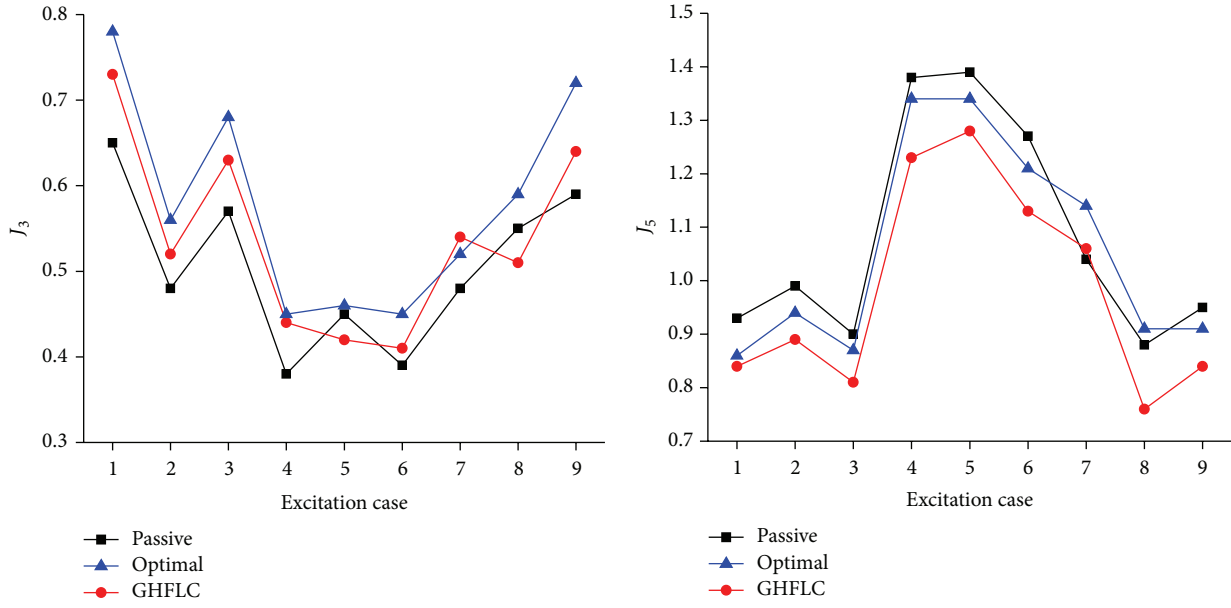 0.8
0.7
0.6
0.5
0.4
0.3
J3
1 2 3 4 5 6 7 8 9
Excitation case
Passive
Optimal
GHFLC
1.5
1.4
1.3
1.2
1.1
1.0
0.9
0.8
0.7
J5
1 2 3 4 5 6 7 8 9
Excitation case
Passive
Optimal
GHFLC